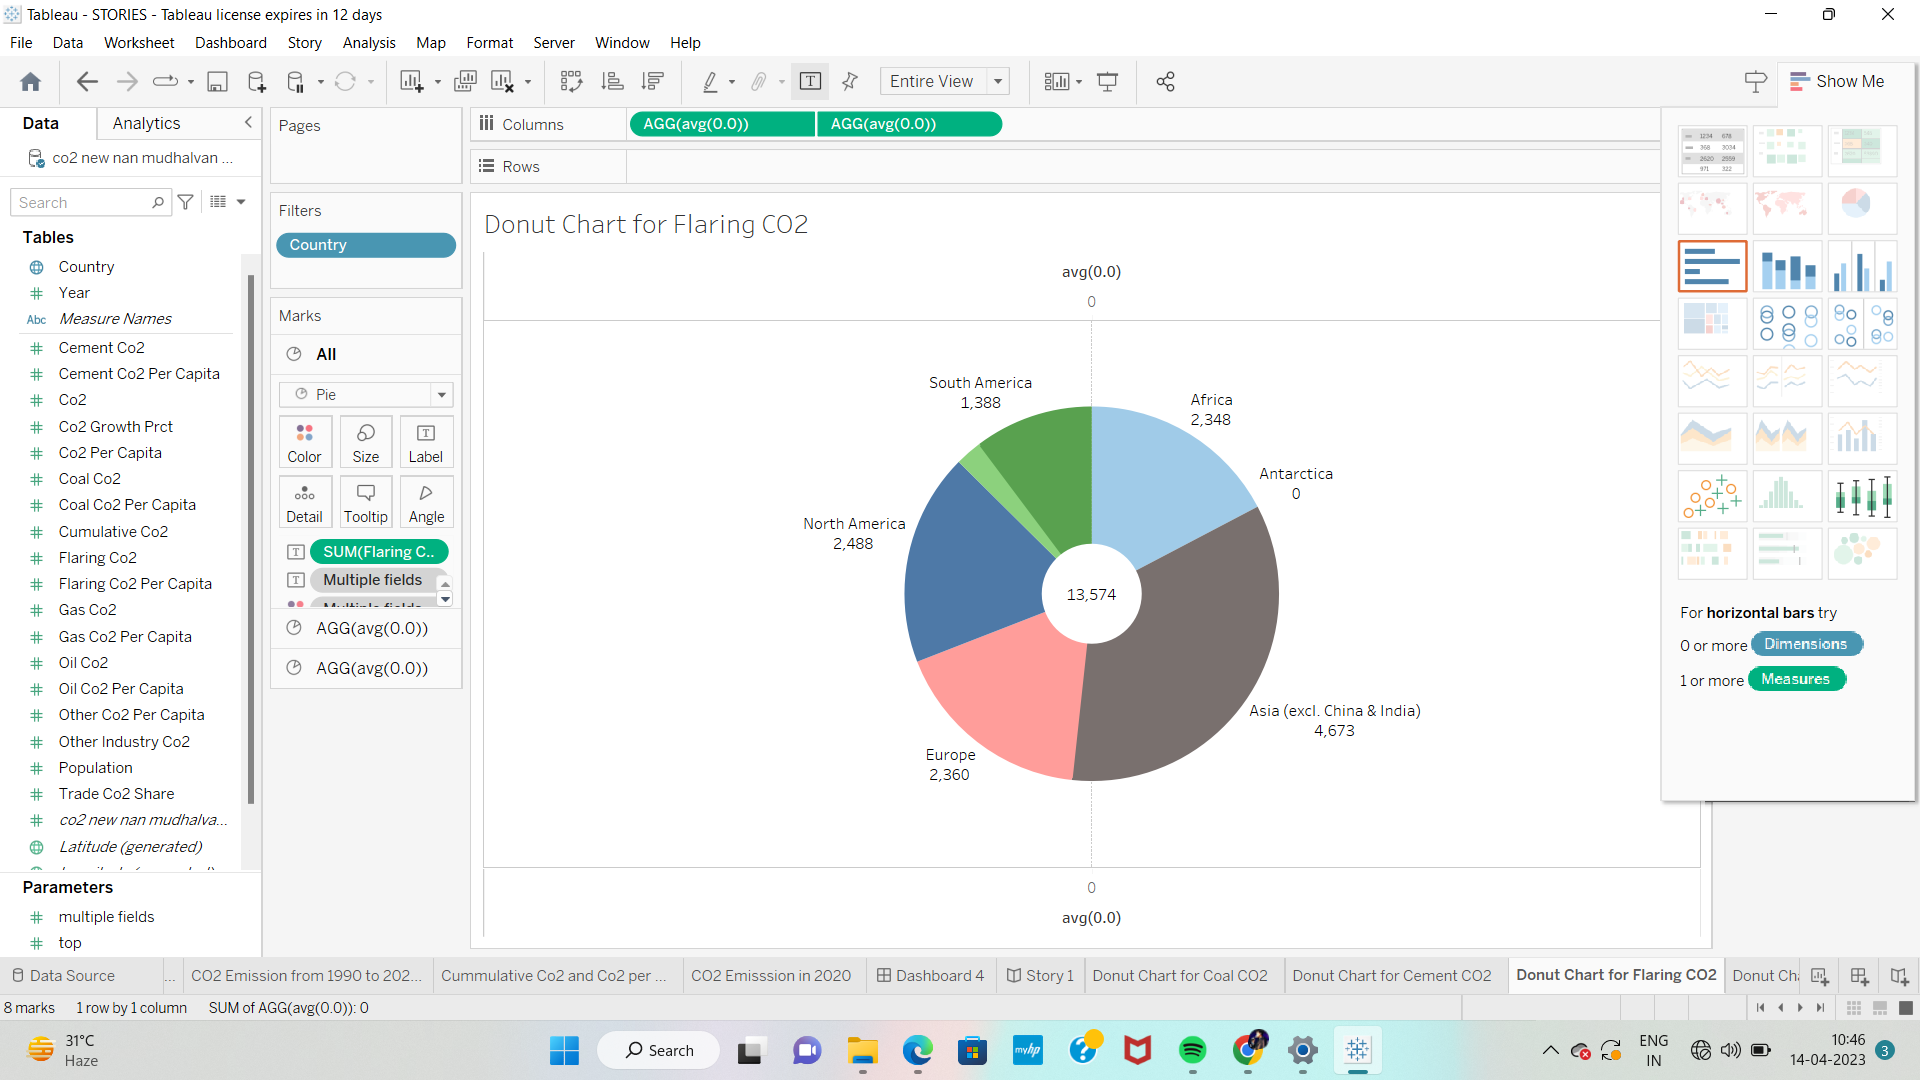 Tableau - STORIES - Tableau license expires in 12 days
File Data Worksheet Dashboard Story Analysis Map Format Server Window Help
Entire View
Show Me
Data Analytics
co2 new nan mudhalvan ...
Search
Tables
Country
Year
Abc Measure Names
Cement Co2
Cement Co2 Per Capita
Co2
Co2 Growth Prct
Co2 Per Capita
Coal Co2
Coal Co2 Per Capita
Cumulative Co2
Flaring Co2
Flaring Co2 Per Capita
Gas Co2
Gas Co2 Per Capita
Oil Co2
Oil Co2 Per Capita
Other Co2 Per Capita
Other Industry Co2
Population
Trade Co2 Share
co2 new nan mudhalva...
Latitude (generated)
Parameters
multiple fields
top
Pages
Filters
Country
Marks
All
Pie
Color Size Label
Detail Tooltip Angle
SUM(Flaring C..
Multiple fields
Multiple fields
AGG(avg(0.0))
AGG(avg(0.0))
Columns AGG(avg(0.0)) AGG(avg(0.0))
Rows
Donut Chart for Flaring CO2
avg(0.0)
0
South America
1,388
Africa
2,348
Antarctica
0
North America
2,488
13,574
Asia (excl. China & India)
4,673
Europe
2,360
0
avg(0.0)
For horizontal bars try
0 or more Dimensions
1 or more Measures
Data Source ... CO2 Emission from 1990 to 202... Cummulative Co2 and Co2 per ... CO2 Emisssion in 2020 Dashboard 4 Story 1 Donut Chart for Coal CO2 Donut Chart for Cement CO2 Donut Chart for Flaring CO2 Donut Cha
8 marks 1 row by 1 column SUM of AGG(avg(0.0)): 0
31°C
Haze
Search
myhp
ENG
IN
10:46
14-04-2023
3